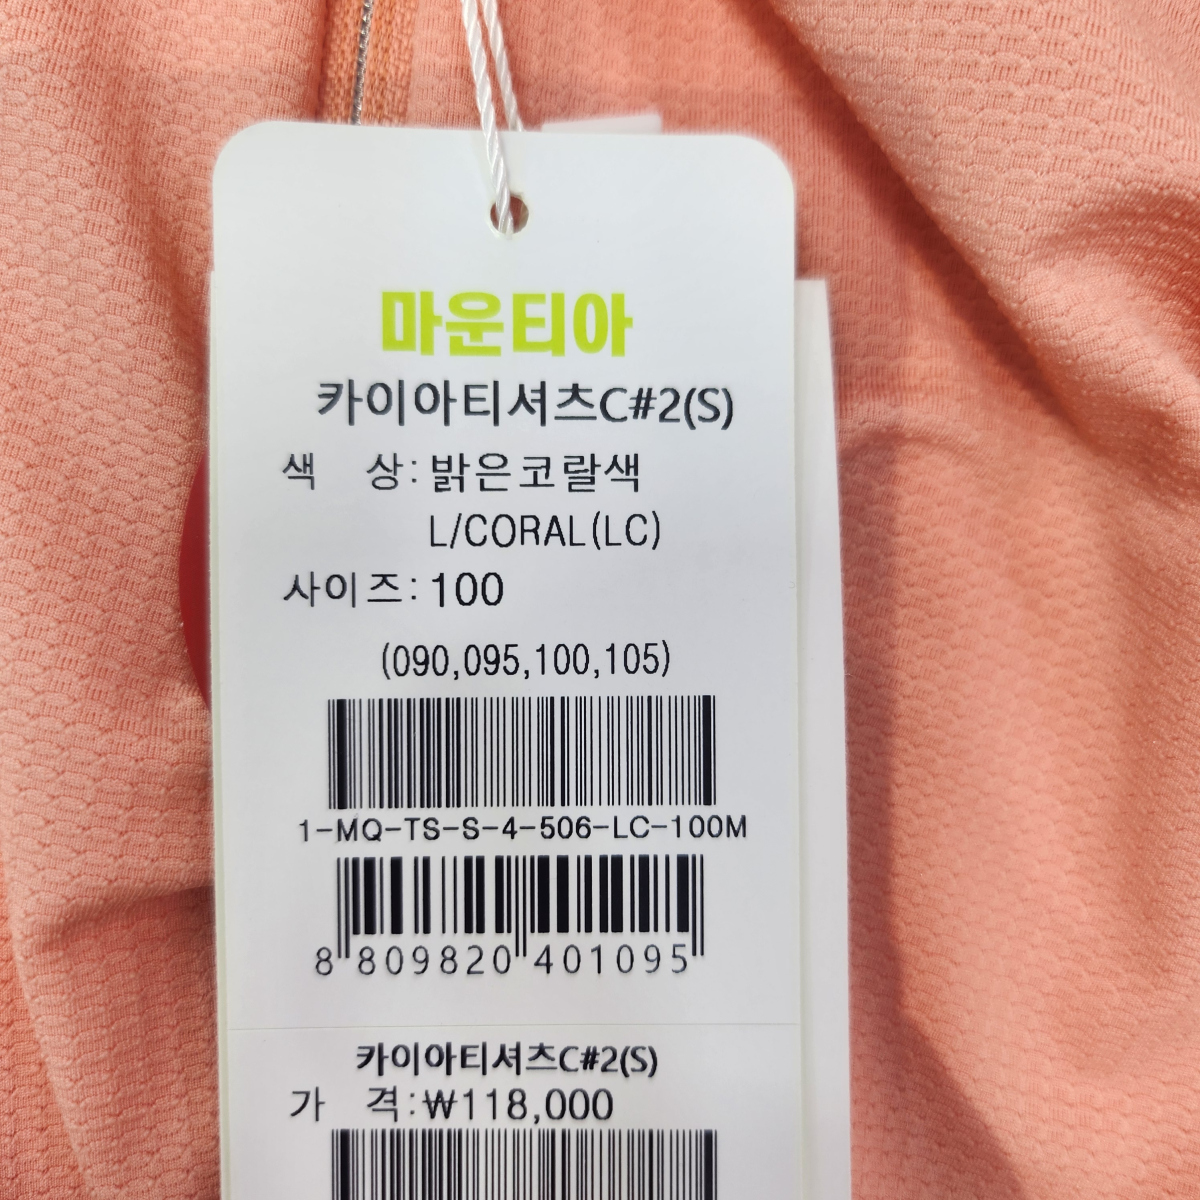 마운티아
카이아티셔츠C#2(S)
색 상: 밝은코랄색
L/CORAL(LC)
사이즈: 100
(090,095,100,105)
1-MQ-TS-S-4-506-LC-100M
8 809820 401095
카이아티셔츠C#2(S)
가 격:₩118,000